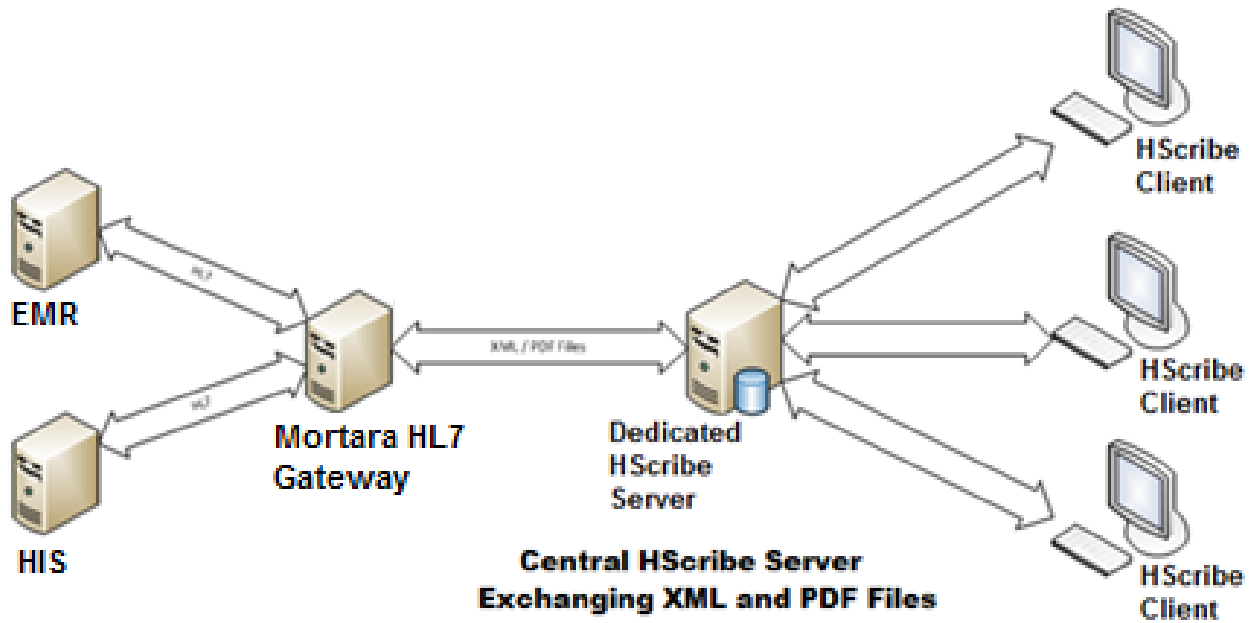 HScribe
Client
EMR
HL7
XML / PDF Files
HScribe
Client
HL7
Mortara HL7
Gateway
Dedicated
HScribe
Server
HIS
Central HScribe Server
Exchanging XML and PDF Files
HScribe
Client